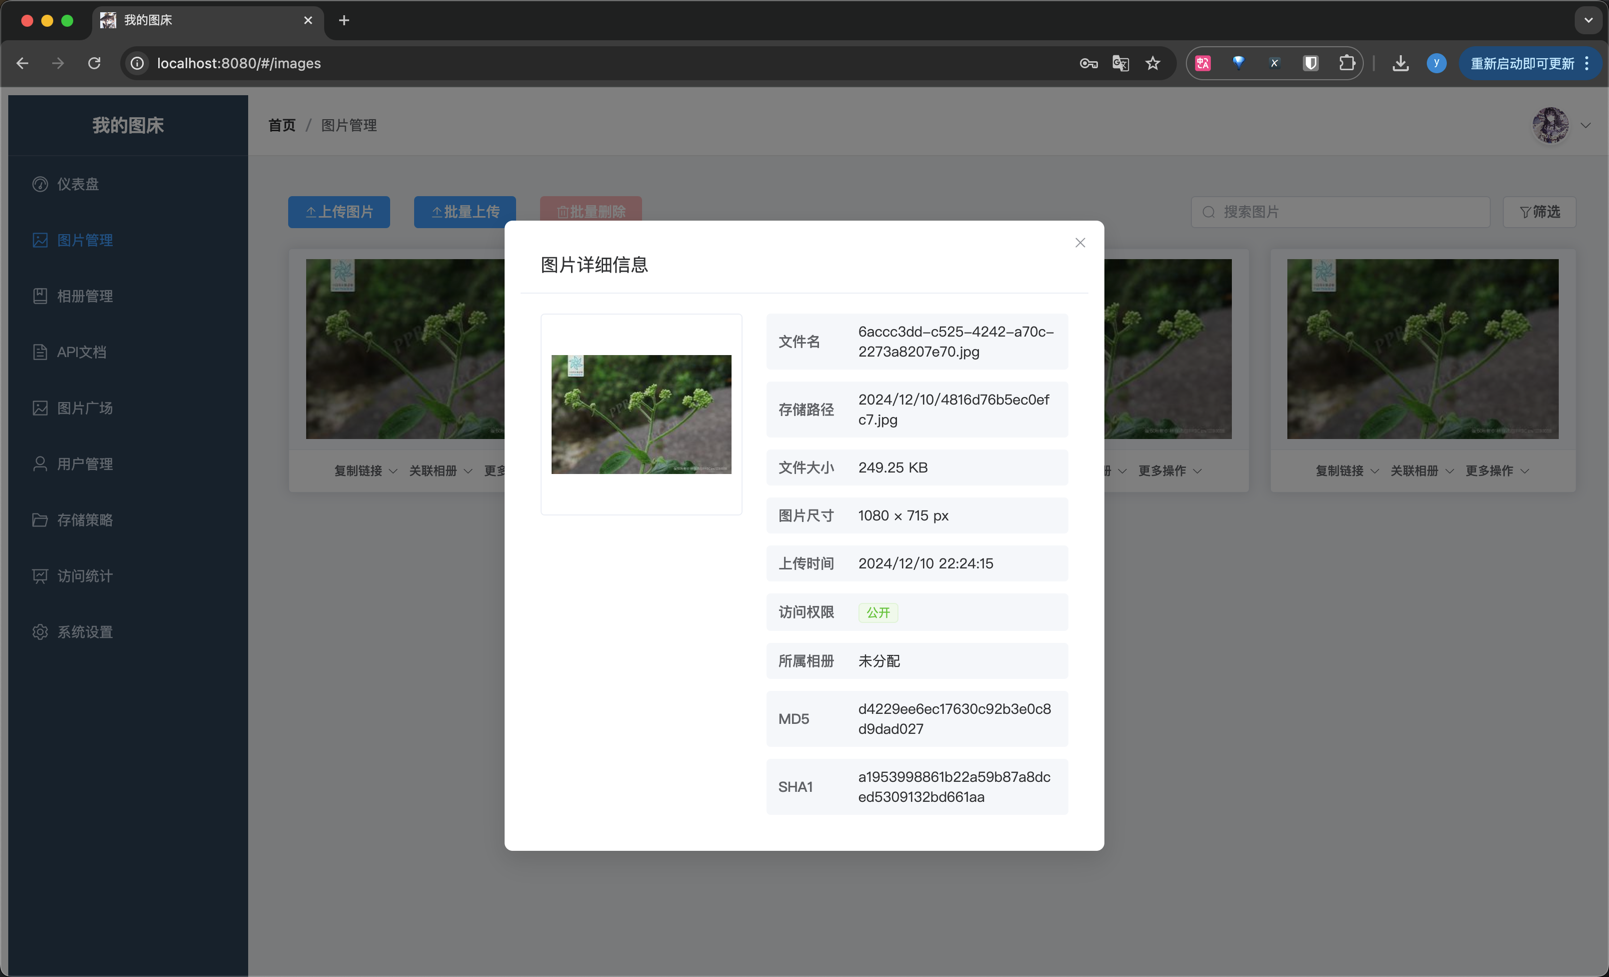 我的图床
localhost:8080/#/images
重新启动即可更新
我的图床
首页 / 图片管理
仪表盘
图片管理
相册管理
API文档
图片广场
用户管理
存储策略
访问统计
系统设置
上传图片
批量上传
批量删除
搜索图片
筛选
复制链接 关联相册 更多
册 更多操作
复制链接 关联相册 更多操作
图片详细信息
文件名
6accc3dd-c525-4242-a70c-
2273a8207e70.jpg
存储路径
2024/12/10/4816d76b5ec0ef
c7.jpg
文件大小 249.25 KB
图片尺寸 1080 × 715 px
上传时间 2024/12/10 22:24:15
访问权限 公开
所属相册 未分配
MD5
d4229ee6ec17630c92b3e0c8
d9dad027
SHA1
a1953998861b22a59b87a8dc
ed5309132bd661aa